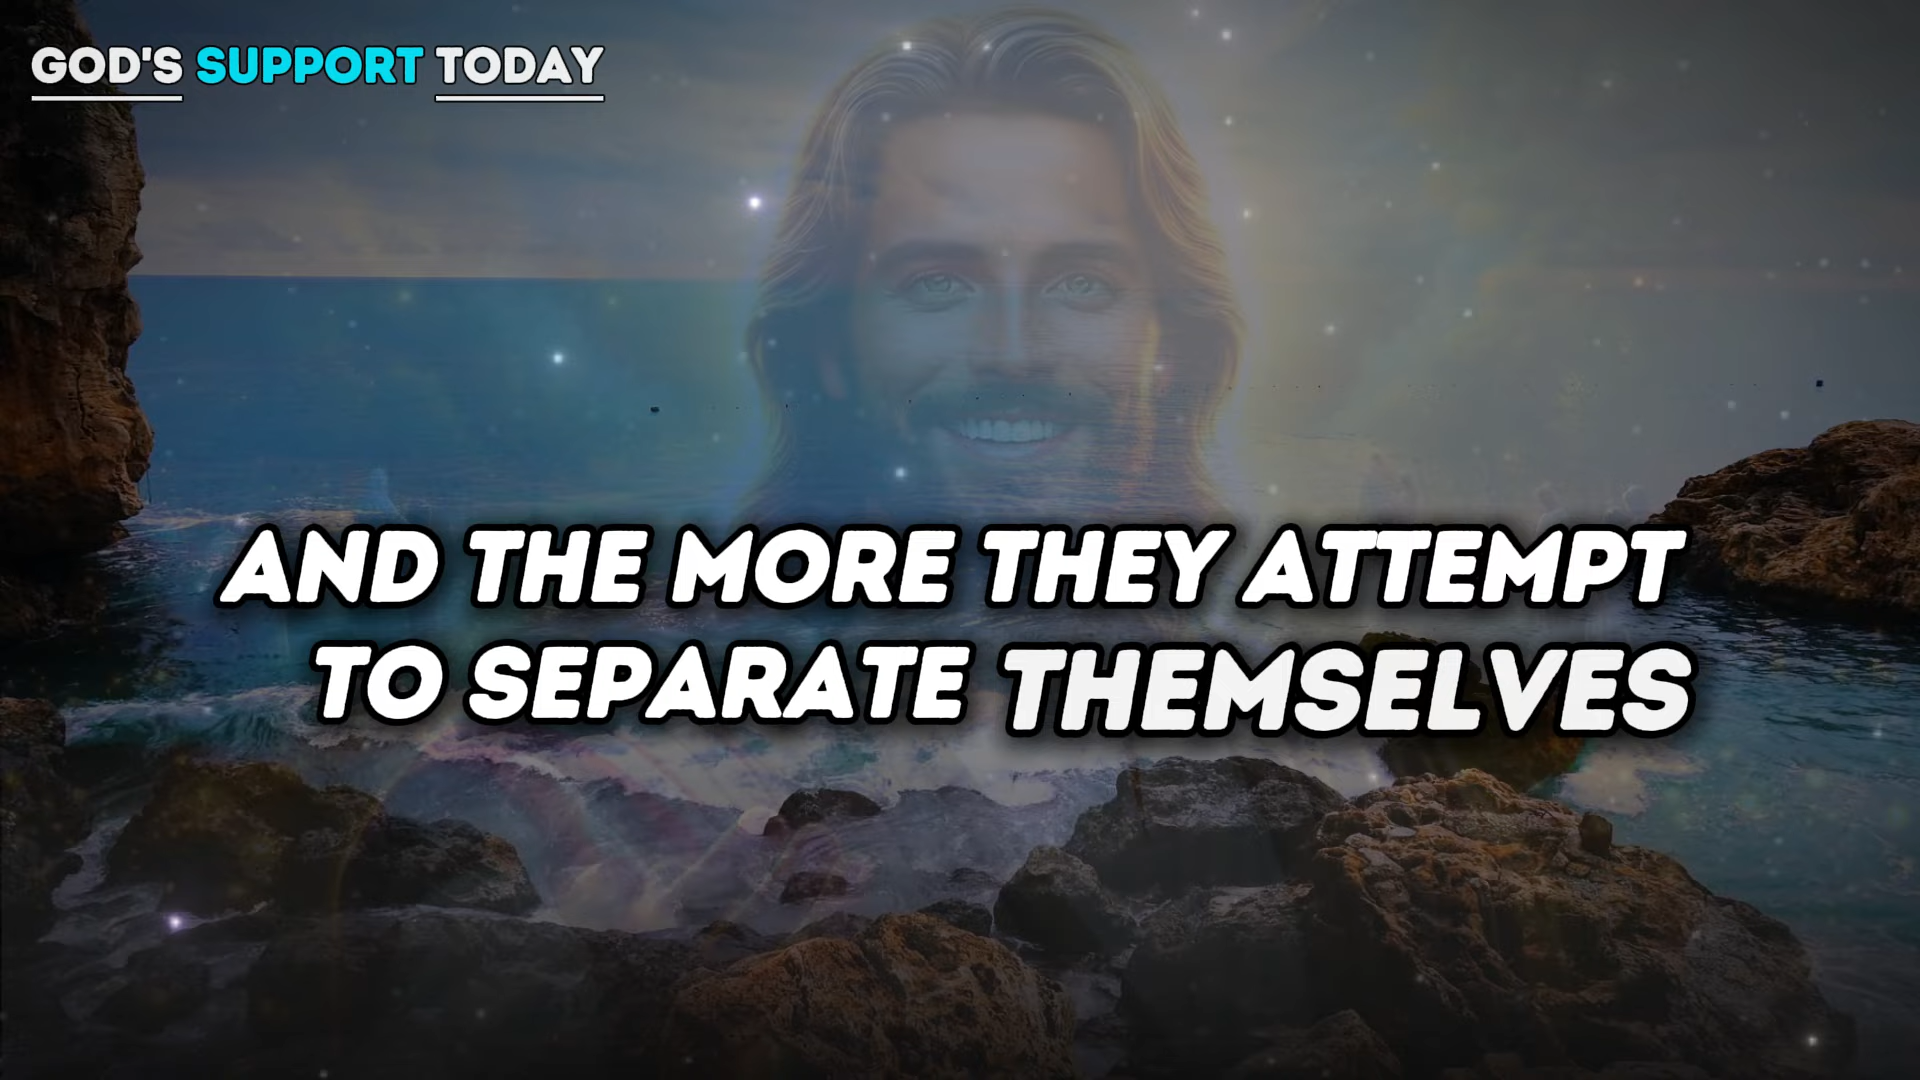 GOD'S SUPPORT TODAY
AND THE MORE THEY ATTEMPT
TO SEPARATE THEMSELVES